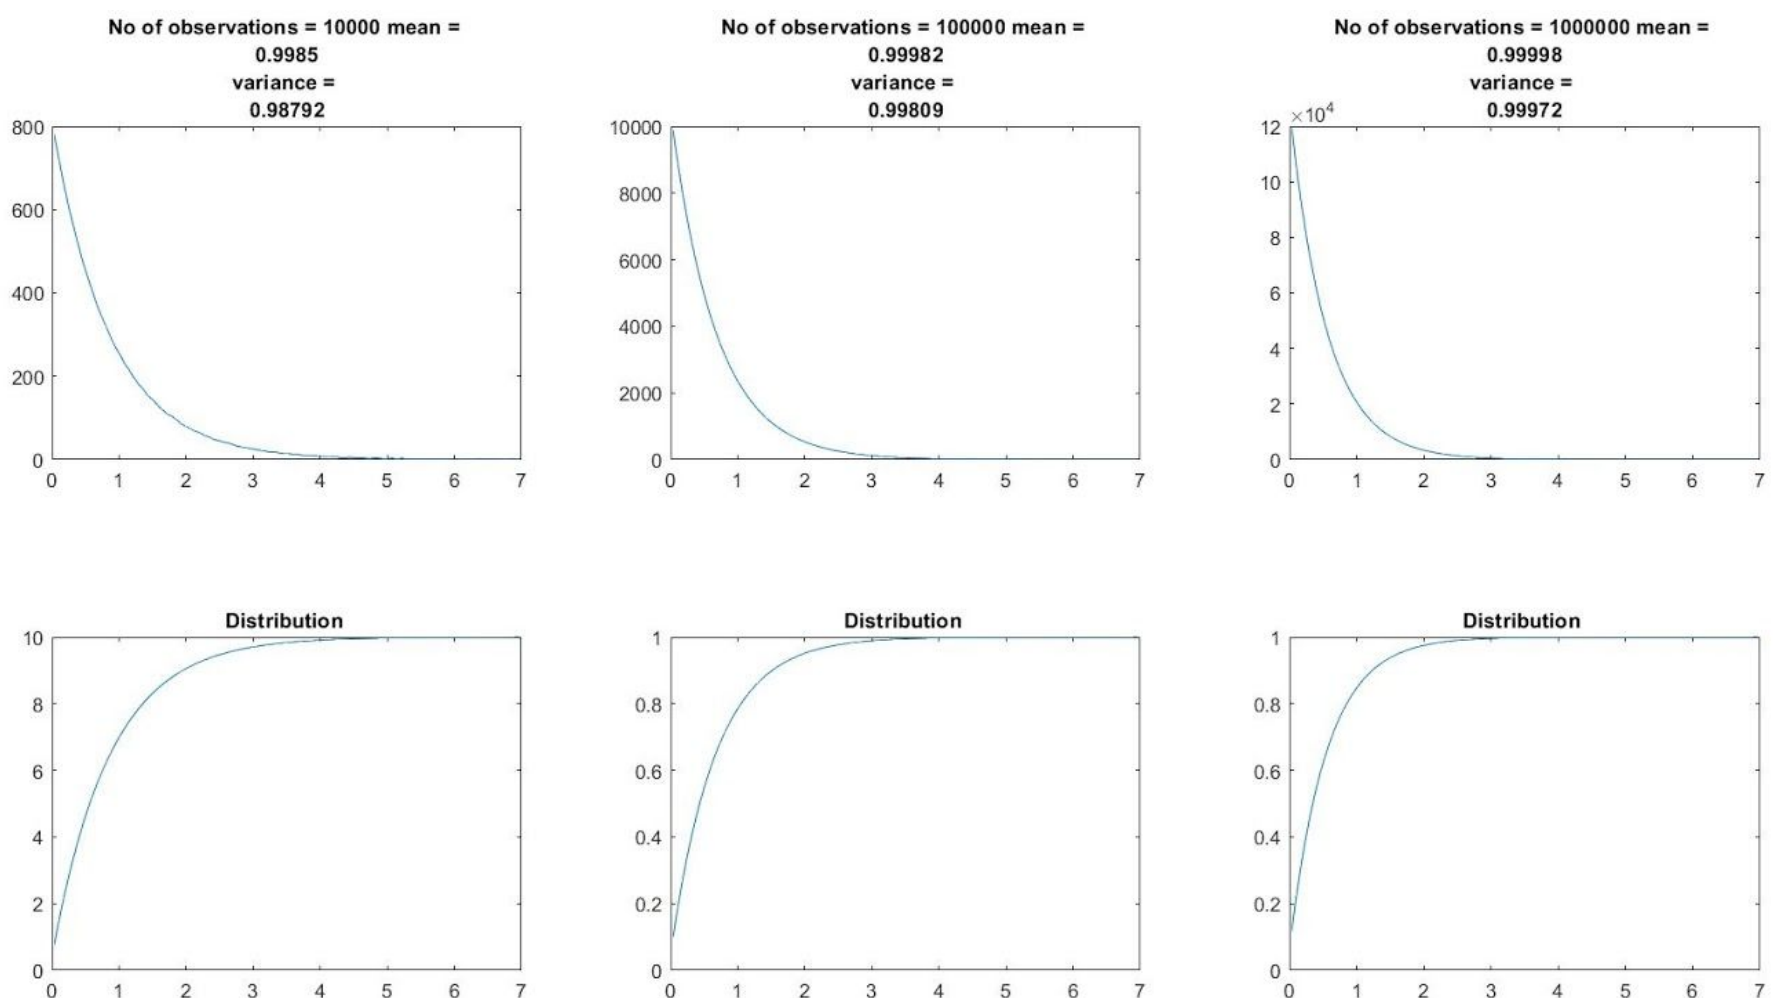 No of observations = 10000 mean =
0.9985
variance =
0.98792
800
600
400
200
0
0 1 2 3 4 5 6 7
No of observations = 100000 mean =
0.99982
variance =
0.99809
10000
8000
6000
4000
2000
0
0 1 2 3 4 5 6 7
No of observations = 1000000 mean =
0.99998
variance =
0.99972
×10⁴
12
10
8
6
4
2
0
0 1 2 3 4 5 6 7
Distribution
10
8
6
4
2
0
0 1 2 3 4 5 6 7
Distribution
1
0.8
0.6
0.4
0.2
0
0 1 2 3 4 5 6 7
Distribution
1
0.8
0.6
0.4
0.2
0
0 1 2 3 4 5 6 7